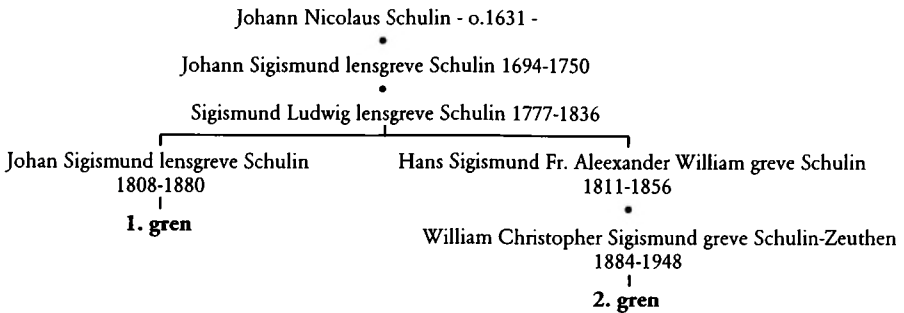 Johann Nicolaus Schulin - o.1631 -
Johann Sigismund lensgreve Schulin 1694-1750
Sigismund Ludwig lensgreve Schulin 1777-1836
Johan Sigismund lensgreve Schulin
1808-1880
1. gren
Hans Sigismund Fr. Aleexander William greve Schulin
1811-1856
William Christopher Sigismund greve Schulin-Zeuthen
1884-1948
2. gren